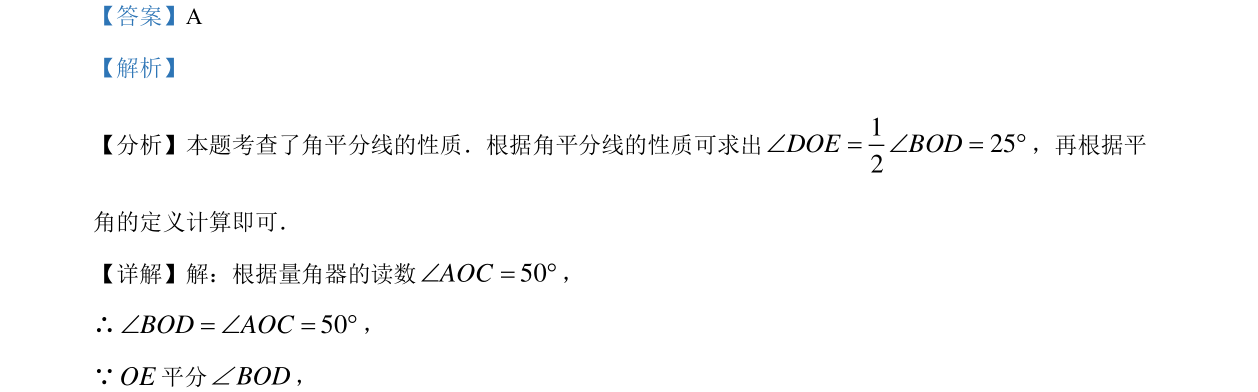 【答案】A
【解析】
【分析】本题考查了角平分线的性质．根据角平分线的性质可求出∠DOE = 1/2 ∠BOD = 25°，再根据平
角的定义计算即可．
【详解】解：根据量角器的读数∠AOC = 50°，
∴∠BOD = ∠AOC = 50°，
∵OE平分∠BOD，